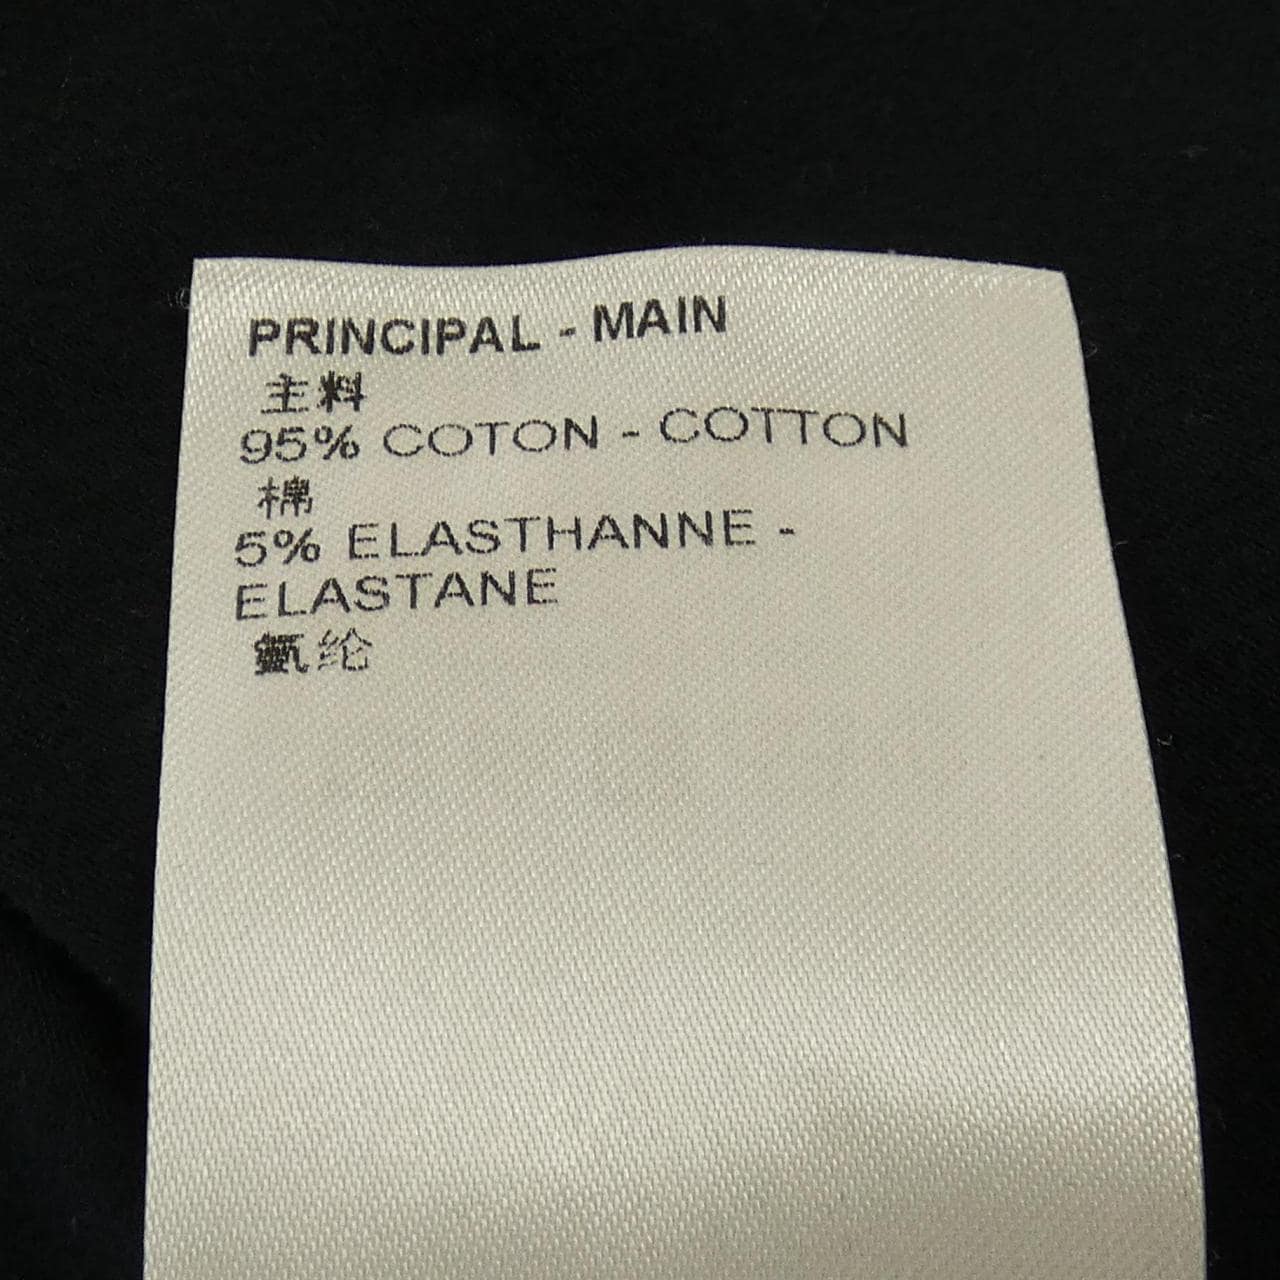 PRINCIPAL - MAIN
主料
95% COTON - COTTON
棉
5% ELASTHANNE -
ELASTANE
氨纶